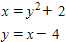 x = y² + 2
y = x − 4